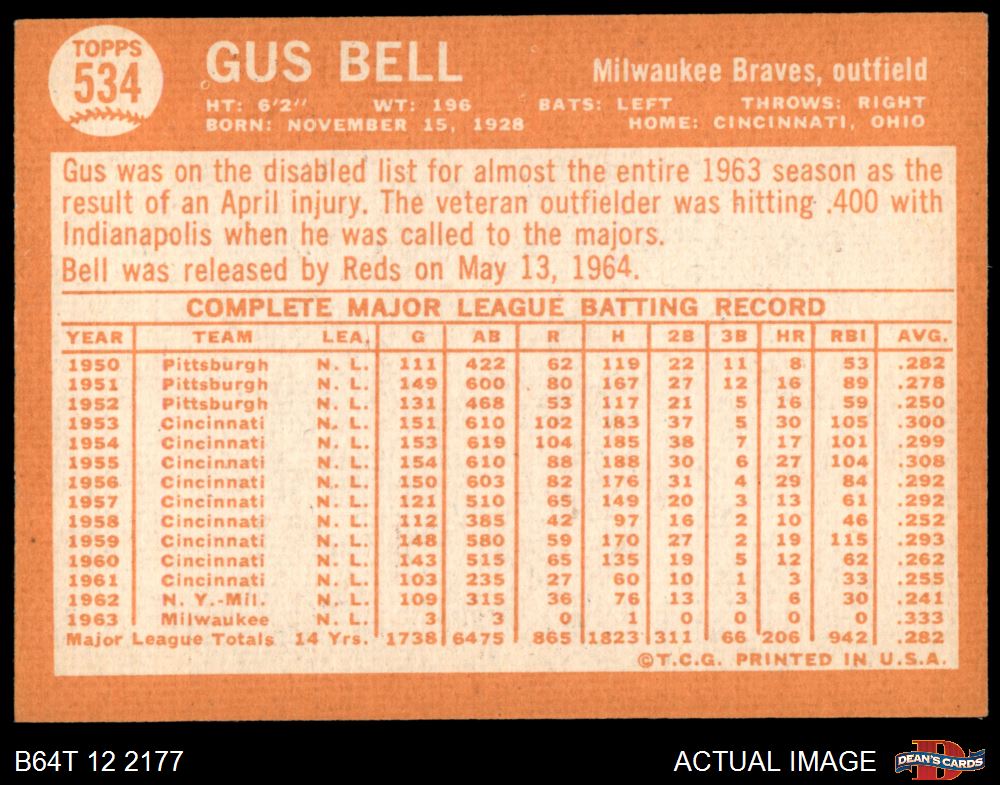 TOPPS
534
GUS BELL
Milwaukee Braves, outfield
HT: 6'2" WT: 196 BATS: LEFT THROWS: RIGHT
BORN: NOVEMBER 15, 1928 HOME: CINCINNATI, OHIO
Gus was on the disabled list for almost the entire 1963 season as the
result of an April injury. The veteran outfielder was hitting .400 with
Indianapolis when he was called to the majors.
Bell was released by Reds on May 13, 1964.
COMPLETE MAJOR LEAGUE BATTING RECORD
YEAR TEAM LEA. G AB R H 2B 3B HR RBI AVG.
1950 Pittsburgh N. L. 111 422 62 119 22 11 8 53 .282
1951 Pittsburgh N. L. 149 600 80 167 27 12 16 89 .278
1952 Pittsburgh N. L. 131 468 53 117 21 5 16 59 .250
1953 Cincinnati N. L. 151 610 102 183 37 5 30 105 .300
1954 Cincinnati N. L. 153 619 104 185 38 7 17 101 .299
1955 Cincinnati N. L. 154 610 88 188 30 6 27 104 .308
1956 Cincinnati N. L. 150 603 82 176 31 4 29 84 .292
1957 Cincinnati N. L. 121 510 65 149 20 3 13 61 .292
1958 Cincinnati N. L. 112 385 42 97 16 2 10 46 .252
1959 Cincinnati N. L. 148 580 59 170 27 2 19 115 .293
1960 Cincinnati N. L. 143 515 65 135 19 5 12 62 .262
1961 Cincinnati N. L. 103 235 27 60 10 1 3 33 .255
1962 N. Y.-Mil. N. L. 109 315 36 76 13 3 6 30 .241
1963 Milwaukee N. L. 3 3 0 1 0 0 0 0 .333
Major League Totals 14 Yrs. 1738 6475 865 1823 311 66 206 942 .282
©T.C.G. PRINTED IN U.S.A.
B64T 12 2177
ACTUAL IMAGE
DEAN'S CARDS